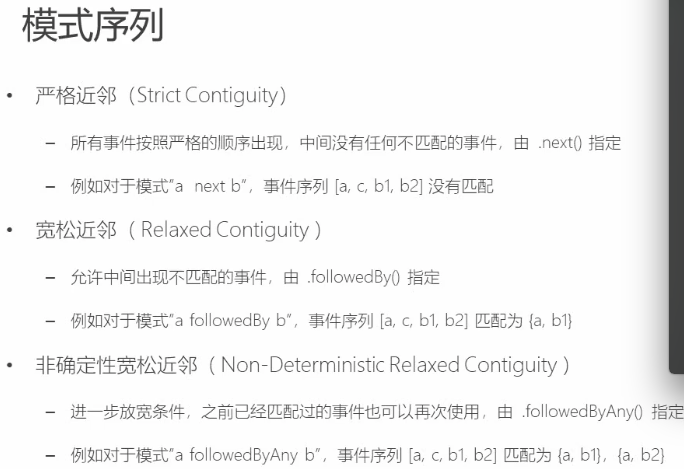 模式序列
• 严格近邻（Strict Contiguity）
– 所有事件按照严格的顺序出现，中间没有任何不匹配的事件，由 .next() 指定
– 例如对于模式”a next b”，事件序列 [a, c, b1, b2] 没有匹配
• 宽松近邻（ Relaxed Contiguity ）
– 允许中间出现不匹配的事件，由 .followedBy() 指定
– 例如对于模式”a followedBy b”，事件序列 [a, c, b1, b2] 匹配为 {a, b1}
• 非确定性宽松近邻（ Non-Deterministic Relaxed Contiguity ）
– 进一步放宽条件，之前已经匹配过的事件也可以再次使用，由 .followedByAny() 指定
– 例如对于模式”a followedByAny b”，事件序列 [a, c, b1, b2] 匹配为 {a, b1}，{a, b2}